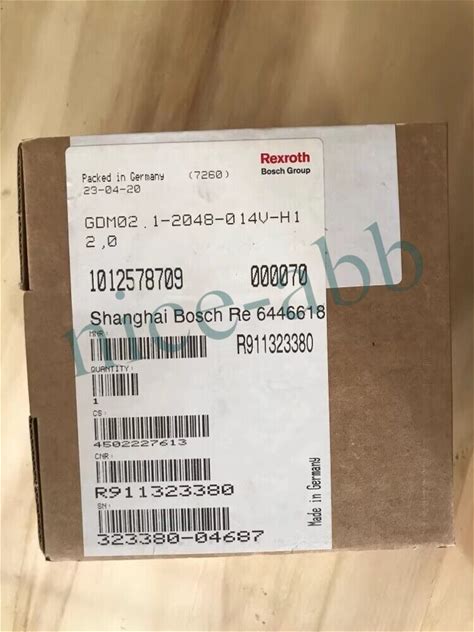 Rexroth
Bosch Group
Packed in Germany (7260)
23-04-20
GDM02.1-2048-014V-H1
2,0
1012578709 000070
Shanghai Bosch Re 6446618
MNR:
R911323380
QUANTITY:
1
CS:
4502227613
CNR:
R911323380
SN:
323380-04687
Made in Germany
nice-abb